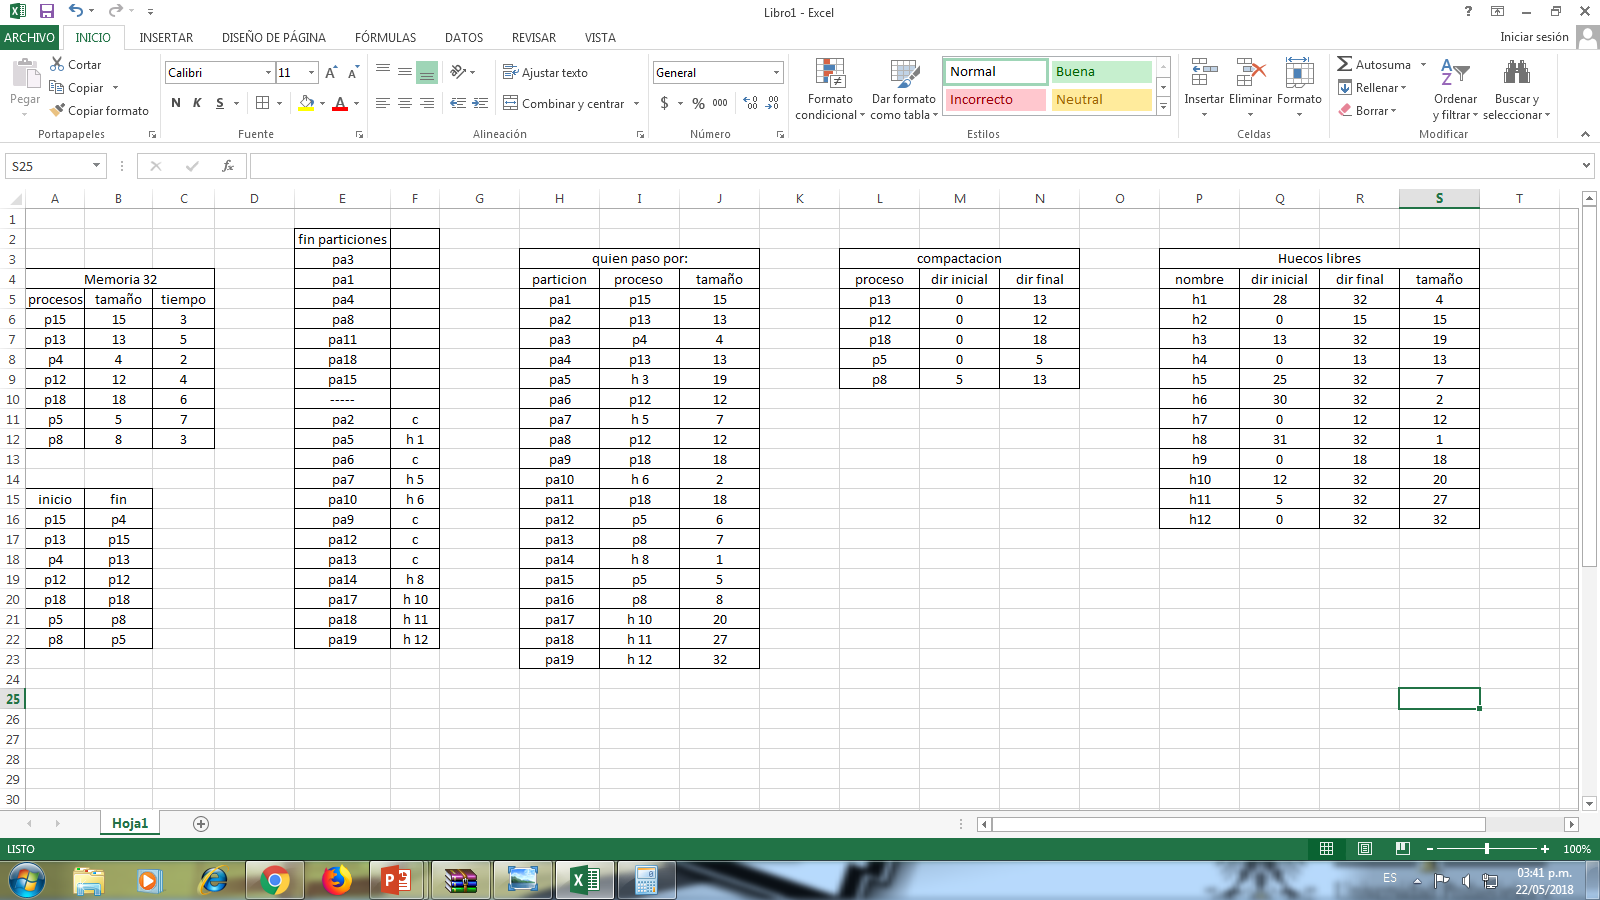 Libro1 - Excel
ARCHIVO INICIO INSERTAR DISEÑO DE PÁGINA FÓRMULAS DATOS REVISAR VISTA Iniciar sesión
Pegar
Cortar
Copiar
Copiar formato
Portapapeles
Calibri 11
N K S
Fuente
Ajustar texto
Combinar y centrar
Alineación
General
$ % 000
Número
Formato condicional
Dar formato como tabla
Normal Buena
Incorrecto Neutral
Estilos
Insertar Eliminar Formato
Celdas
Autosuma
Rellenar
Borrar
Ordenar y filtrar
Buscar y seleccionar
Modificar
S25 fx
A B C D E F G H I J K L M N O P Q R S T
1
2 fin particiones
3 pa3 quien paso por: compactacion Huecos libres
4 Memoria 32 pa1 particion proceso tamaño proceso dir inicial dir final nombre dir inicial dir final tamaño
5 procesos tamaño tiempo pa4 pa1 p15 15 p13 0 13 h1 28 32 4
6 p15 15 3 pa8 pa2 p13 13 p12 0 12 h2 0 15 15
7 p13 13 5 pa11 pa3 p4 4 p18 0 18 h3 13 32 19
8 p4 4 2 pa18 pa4 p13 13 p5 0 5 h4 0 13 13
9 p12 12 4 pa15 pa5 h 3 19 p8 5 13 h5 25 32 7
10 p18 18 6 ----- pa6 p12 12 h6 30 32 2
11 p5 5 7 pa2 c pa7 h 5 7 h7 0 12 12
12 p8 8 3 pa5 h 1 pa8 p12 12 h8 31 32 1
13 pa6 c pa9 p18 18 h9 0 18 18
14 pa7 h 5 pa10 h 6 2 h10 12 32 20
15 inicio fin pa10 h 6 pa11 p18 18 h11 5 32 27
16 p15 p4 pa9 c pa12 p5 6 h12 0 32 32
17 p13 p15 pa12 c pa13 p8 7
18 p4 p13 pa13 c pa14 h 8 1
19 p12 p12 pa14 h 8 pa15 p5 5
20 p18 p18 pa17 h 10 pa16 p8 8
21 p5 p8 pa18 h 11 pa17 h 10 20
22 p8 p5 pa19 h 12 pa18 h 11 27
23 pa19 h 12 32
24
25
26
27
28
29
30
Hoja1
LISTO 100%
ES 03:41 p.m.
22/05/2018